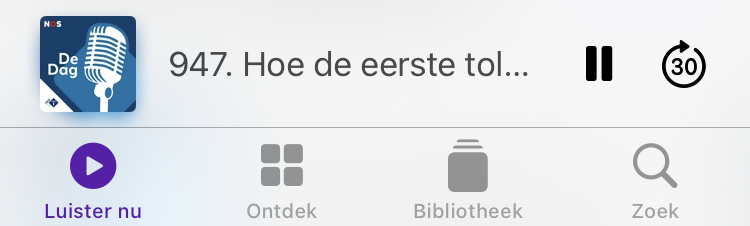 NOS
De
Dag
947. Hoe de eerste tol...
30
Luister nu
Ontdek
Bibliotheek
Zoek